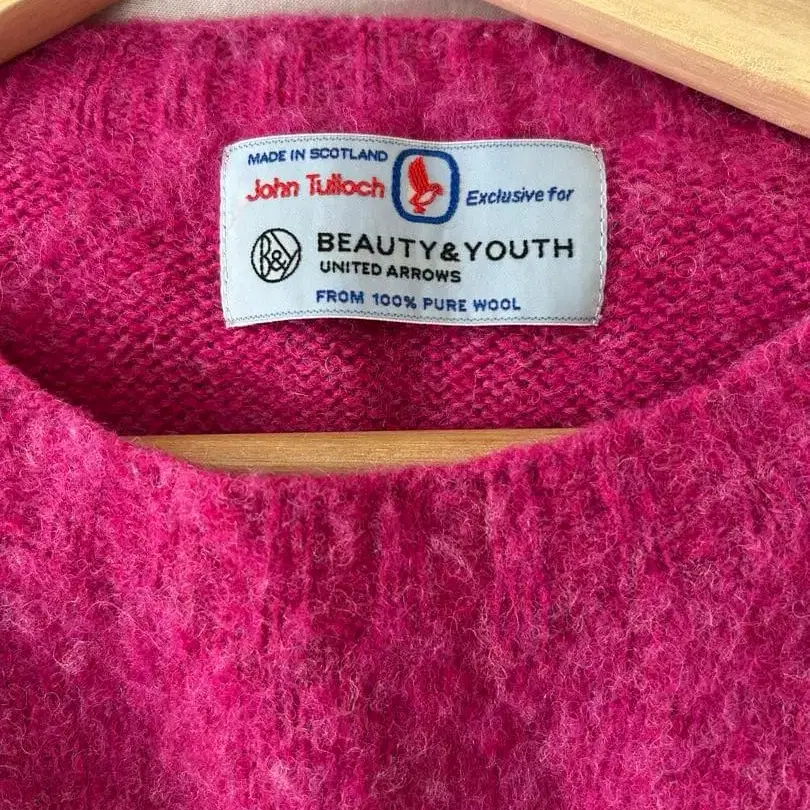 MADE IN SCOTLAND
John Tulloch Exclusive for
B&Y BEAUTY&YOUTH
UNITED ARROWS
FROM 100% PURE WOOL